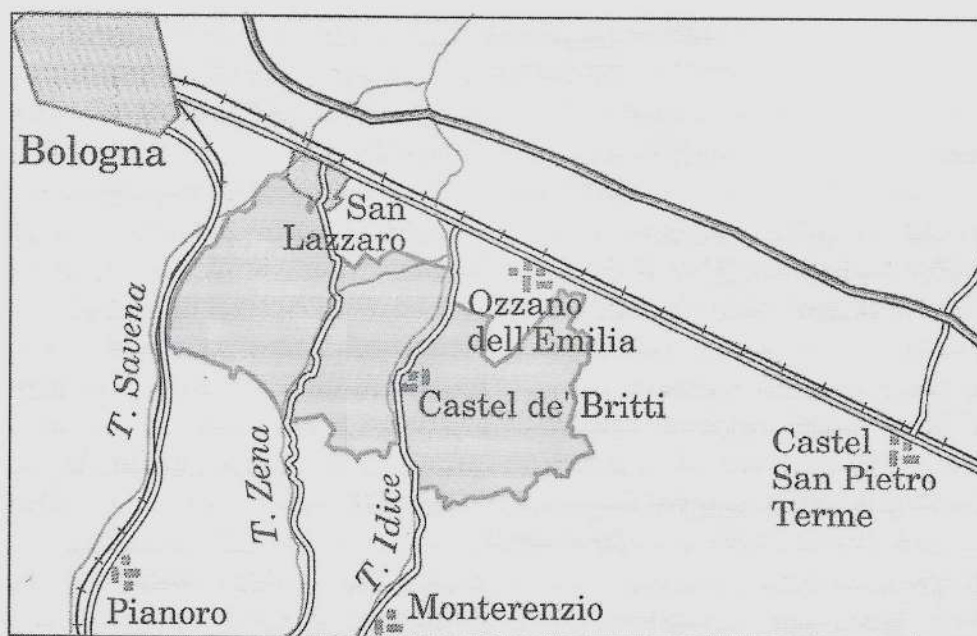 Bologna
San
Lazzaro
Ozzano
dell'Emilia
T. Savena
Castel de' Britti
T. Zena
T. Idice
Castel
San Pietro
Terme
Pianoro
Monterenzio